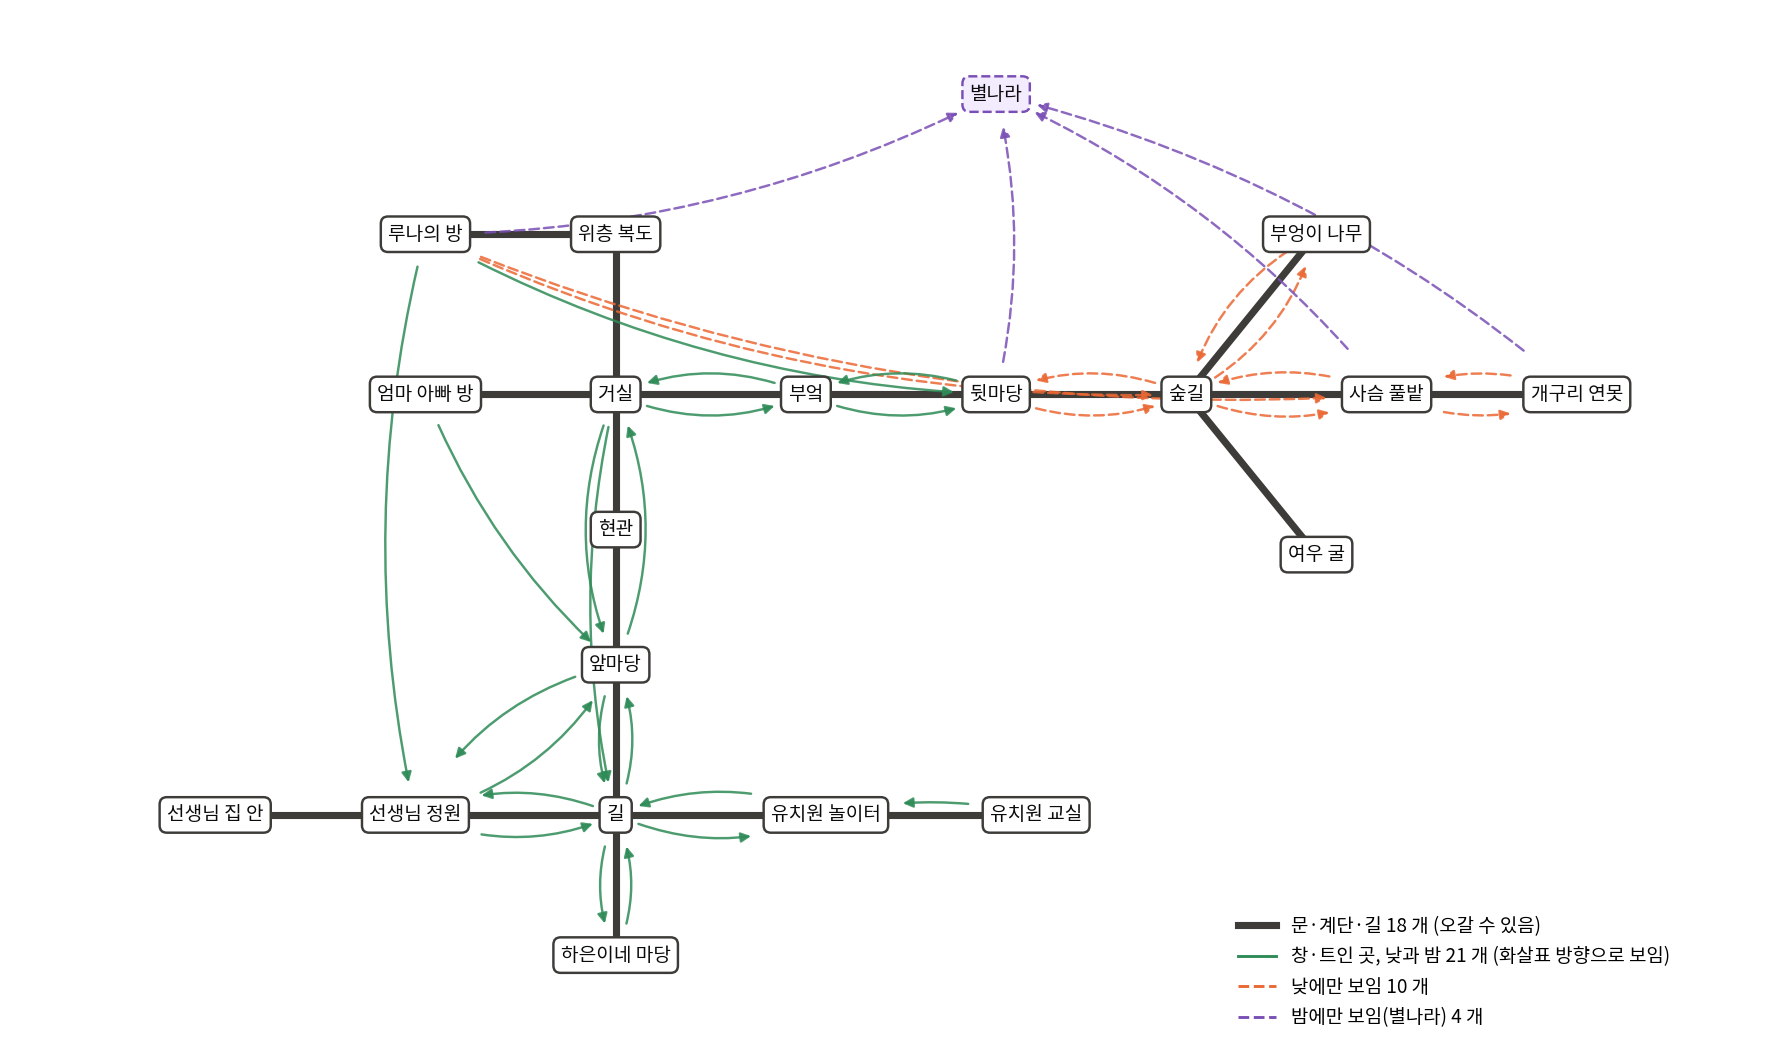 별나라
루나의 방
위층 복도
부엉이 나무
엄마 아빠 방
거실
부엌
뒷마당
숲길
사슴 풀밭
개구리 연못
현관
여우 굴
앞마당
선생님 집 안
선생님 정원
길
유치원 놀이터
유치원 교실
하은이네 마당
문·계단·길 18 개 (오갈 수 있음)
창·트인 곳, 낮과 밤 21 개 (화살표 방향으로 보임)
낮에만 보임 10 개
밤에만 보임(별나라) 4 개